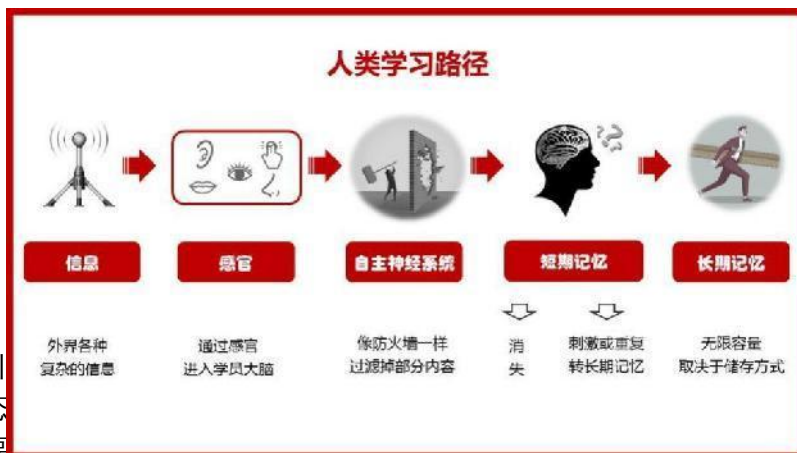 人类学习路径
信息
感官
自主神经系统
短期记忆
长期记忆
外界各种
复杂的信息
通过感官
进入学员大脑
像防火墙一样
过滤掉部分内容
消
失
刺激或重复
转长期记忆
无限容量
取决于储存方式